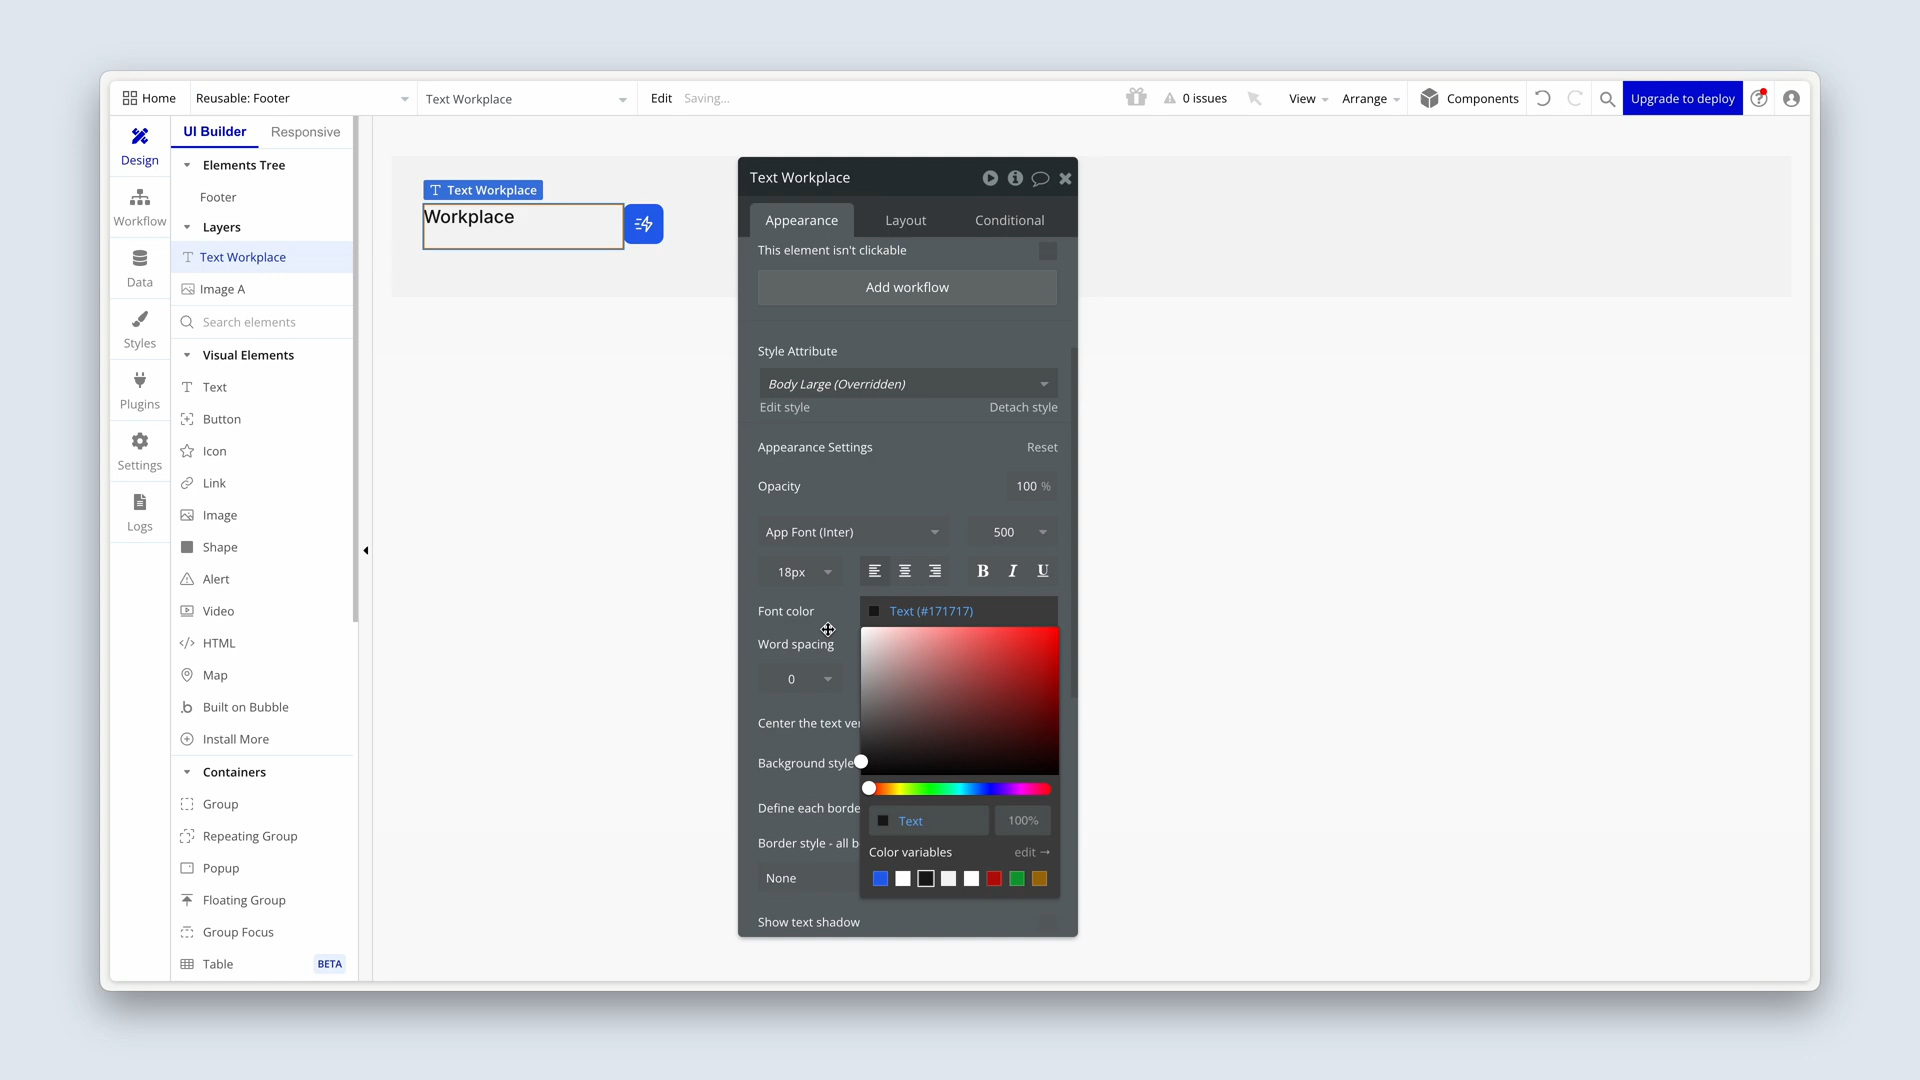 Home
Reusable: Footer
Text Workplace
Edit
Saving...
0 issues
View
Arrange
Components
Upgrade to deploy
Design
Workflow
Data
Styles
Plugins
Settings
Logs
UI Builder
Responsive
Elements Tree
Footer
Layers
Text Workplace
Image A
Search elements
Visual Elements
Text
Button
Icon
Link
Image
Shape
Alert
Video
</> HTML
Map
Built on Bubble
Install More
Containers
Group
Repeating Group
Popup
Floating Group
Group Focus
Table BETA
Text Workplace
Workplace
Text Workplace
Appearance
Layout
Conditional
This element isn't clickable
Add workflow
Style Attribute
Body Large (Overridden)
Edit style
Detach style
Appearance Settings
Reset
Opacity
100 %
App Font (Inter)
500
18px
B I U
Font color
Text (#171717)
Word spacing
0
Center the text ver
Background style
Define each borde
Border style - all b
None
Show text shadow
Text
100%
Color variables
edit →